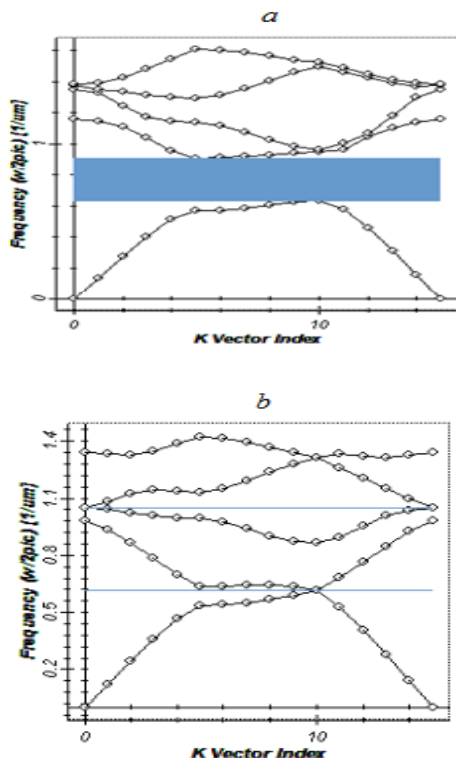 a
Frequency (w/2pic) [1/um]
1
0
0
10
K Vector Index
b
Frequency (w/2pic) [1/um]
1.4
1.1
0.8
0.5
0.2
0
10
K Vector Index